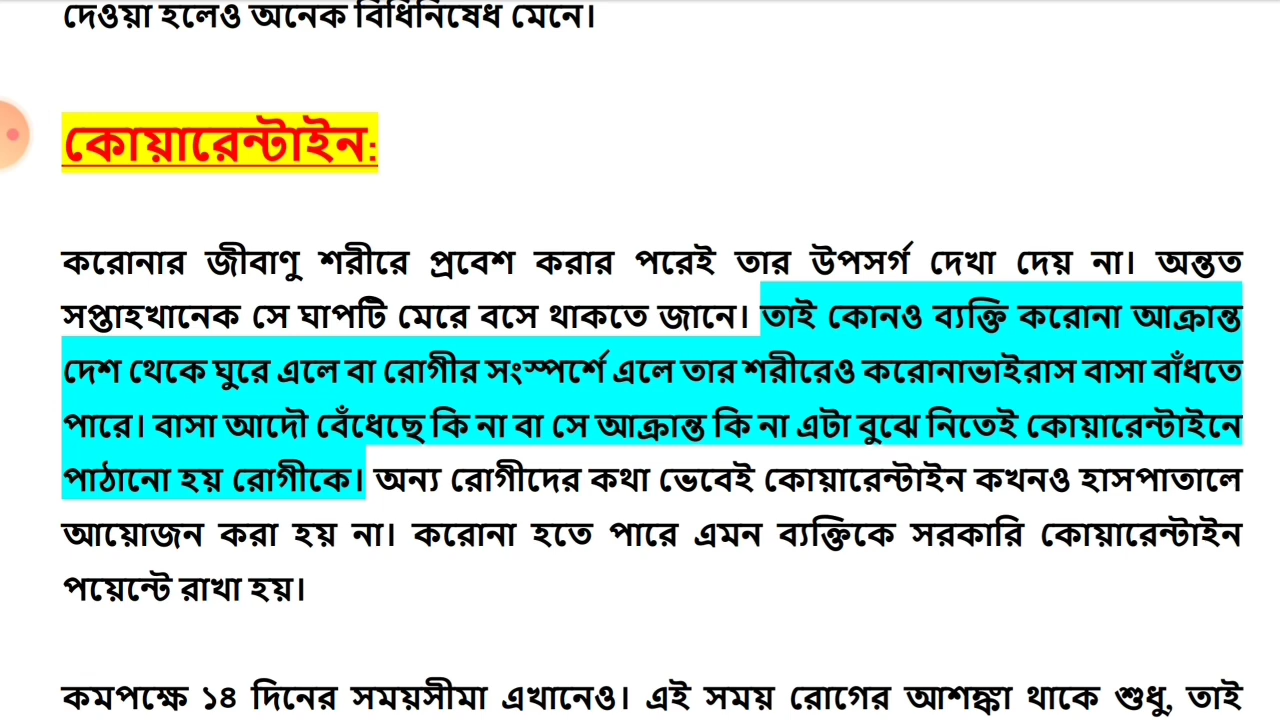 দেওয়া হলেও অনেক বিধিনিষেধ মেনে।
কোয়ারেন্টাইন:
করোনার জীবাণু শরীরে প্রবেশ করার পরেই তার উপসর্গ দেখা দেয় না। অন্তত
সপ্তাহখানেক সে ঘাপটি মেরে বসে থাকতে জানে। তাই কোনও ব্যক্তি করোনা আক্রান্ত
দেশ থেকে ঘুরে এলে বা রোগীর সংস্পর্শে এলে তার শরীরেও করোনাভাইরাস বাসা বাঁধতে
পারে। বাসা আদৌ বেঁধেছে কি না বা সে আক্রান্ত কি না এটা বুঝে নিতেই কোয়ারেন্টাইনে
পাঠানো হয় রোগীকে। অন্য রোগীদের কথা ভেবেই কোয়ারেন্টাইন কখনও হাসপাতালে
আয়োজন করা হয় না। করোনা হতে পারে এমন ব্যক্তিকে সরকারি কোয়ারেন্টাইন
পয়েন্টে রাখা হয়।
কমপক্ষে ১৪ দিনের সময়সীমা এখানেও। এই সময় রোগের আশঙ্কা থাকে শুধু, তাই